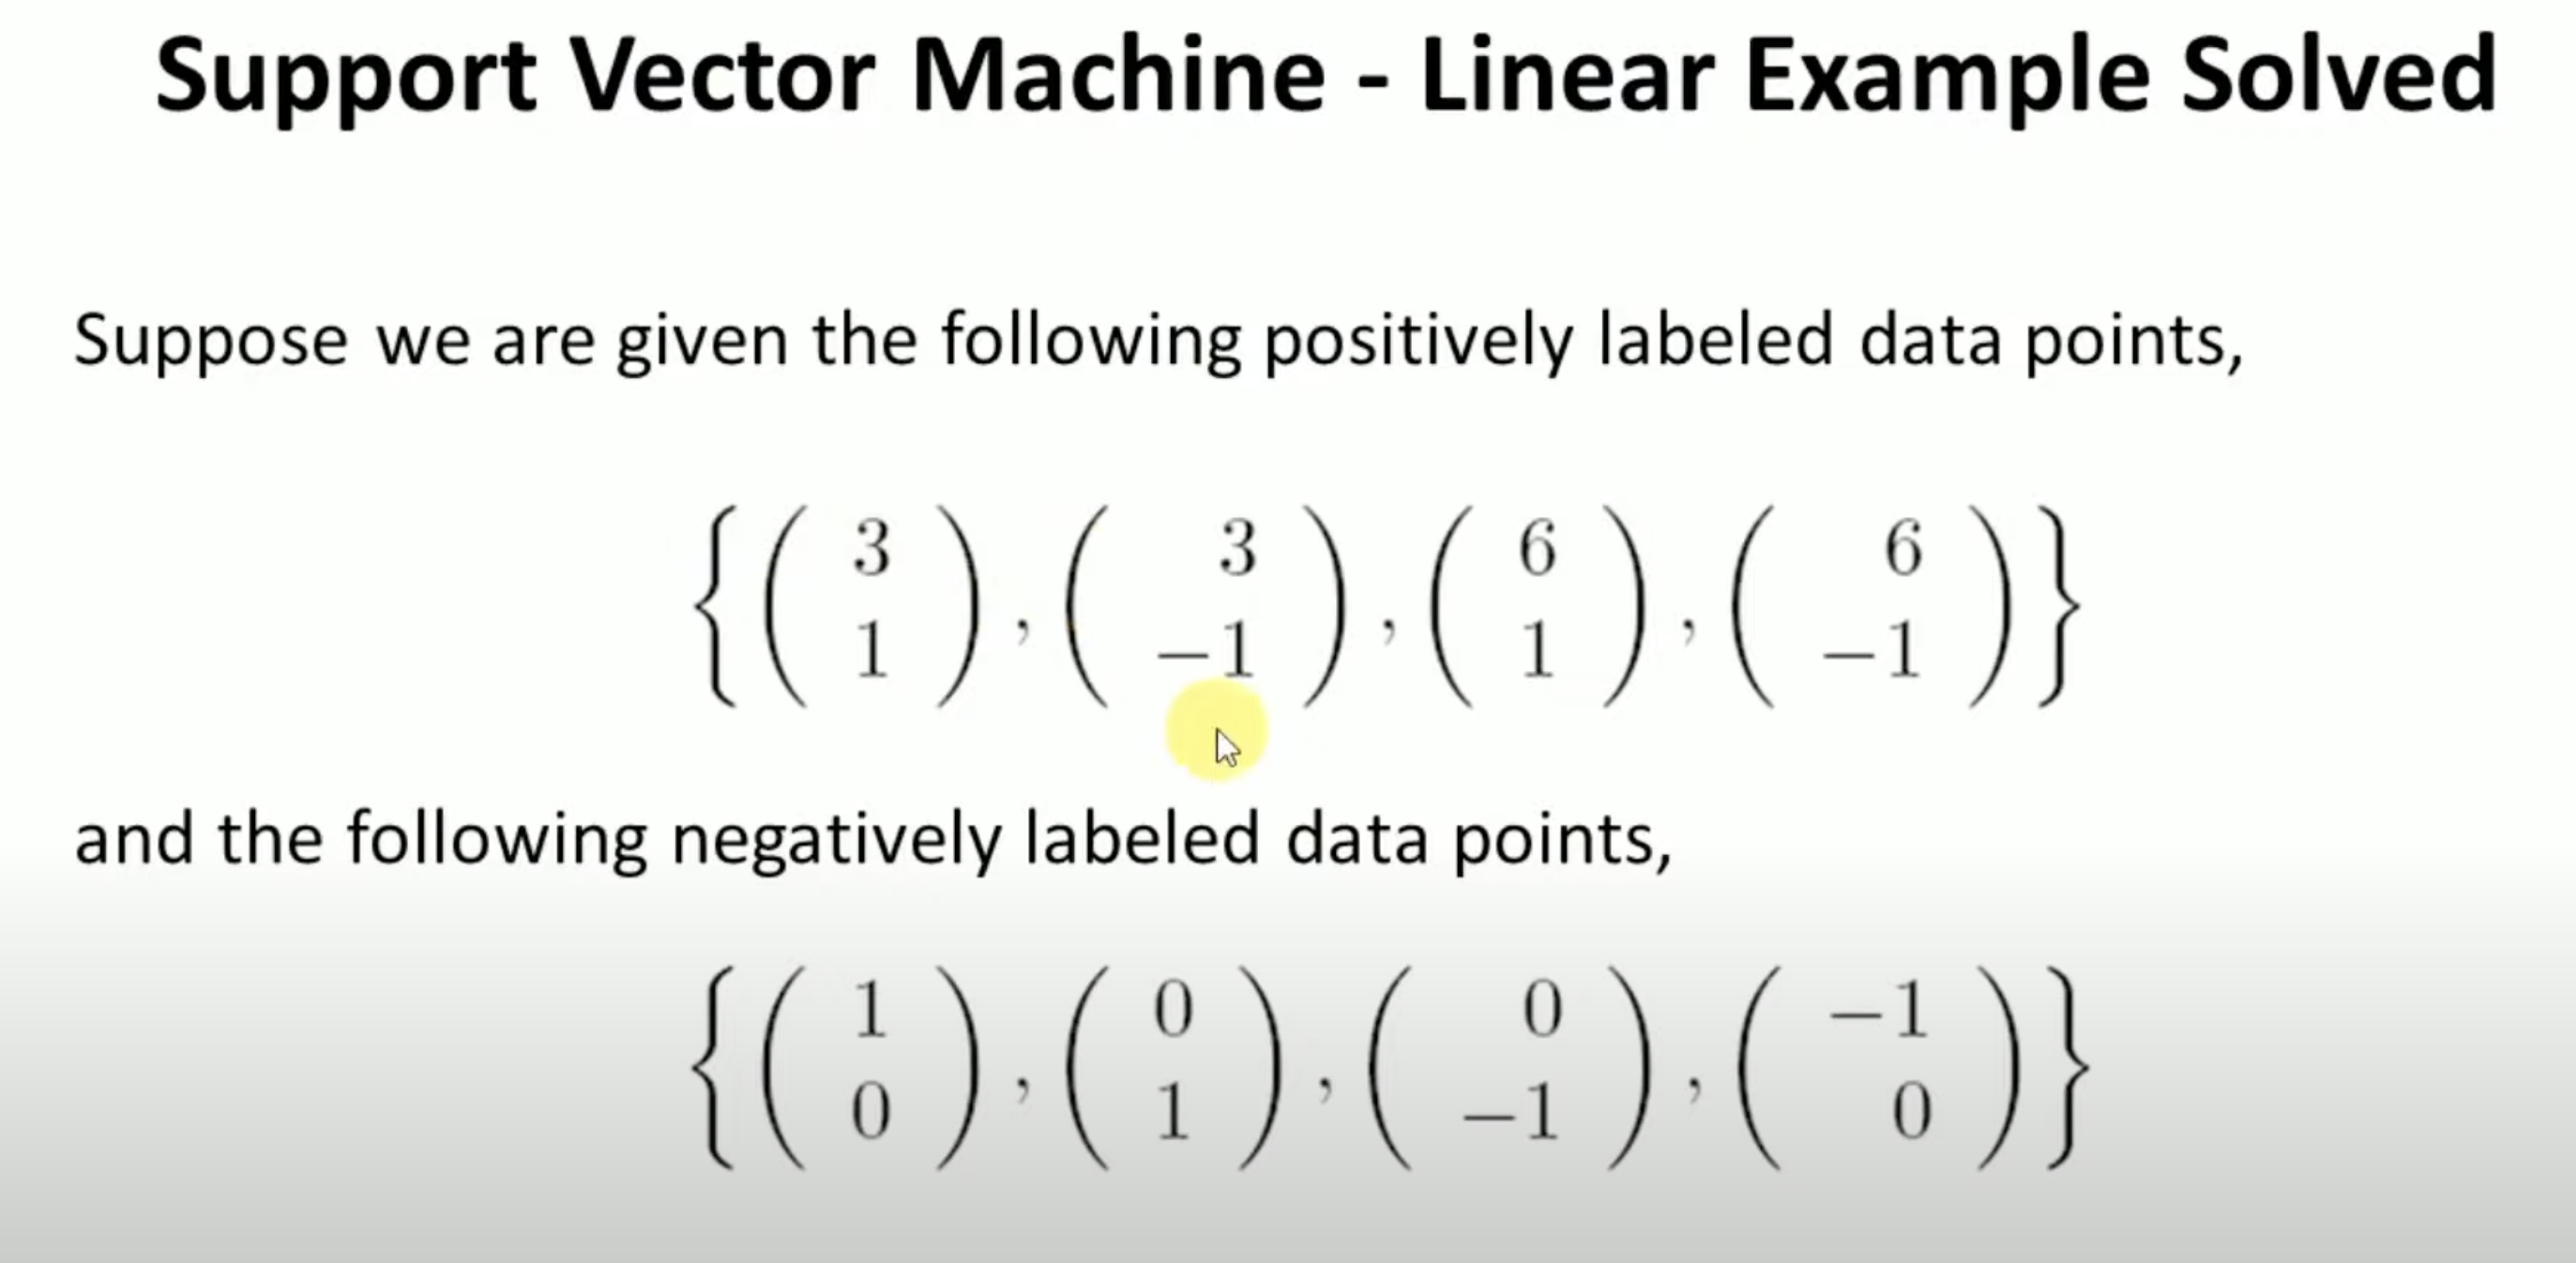 Support Vector Machine - Linear Example Solved
Suppose we are given the following positively labeled data points,
{( 3 1 ), ( 3 −1 ), ( 6 1 ), ( 6 −1 )}
and the following negatively labeled data points,
{( 1 0 ), ( 0 1 ), ( 0 −1 ), ( −1 0 )}